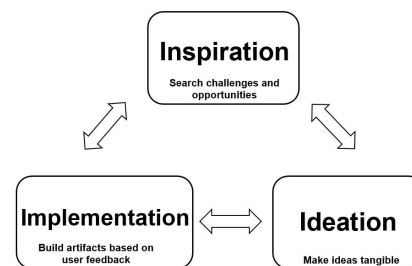 Inspiration
Search challenges and
opportunities
Implementation
Build artifacts based on
user feedback
Ideation
Make ideas tangible